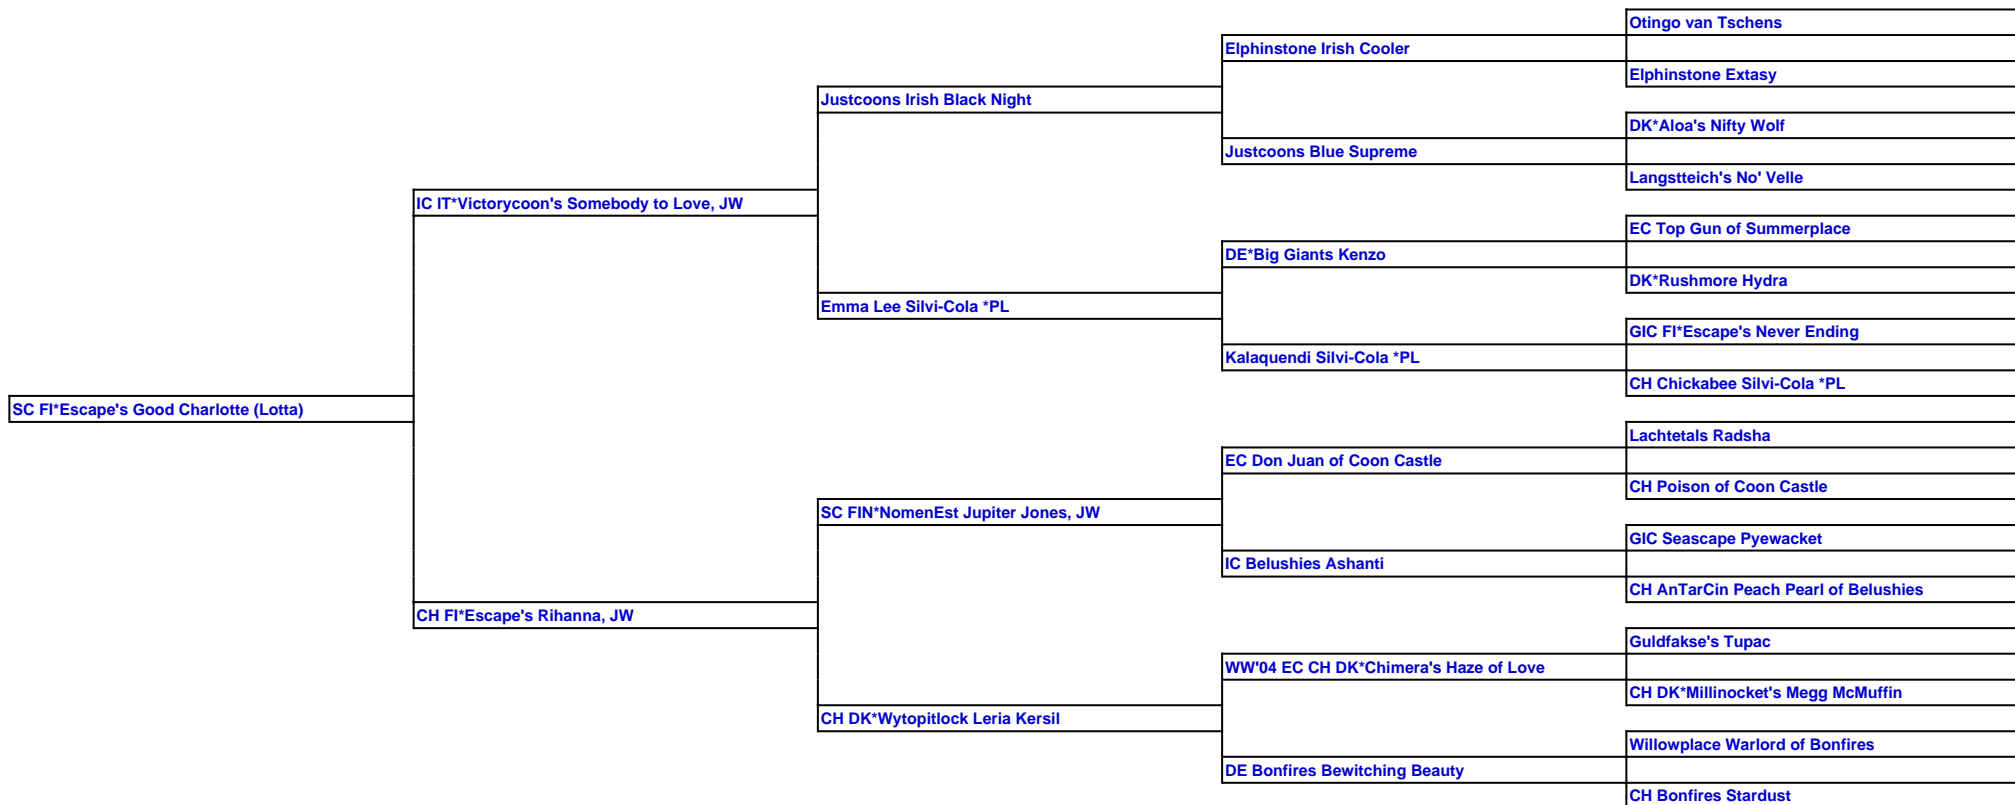 Otingo van Tschens
Elphinstone Irish Cooler
Elphinstone Extasy
Justcoons Irish Black Night
DK*Aloa's Nifty Wolf
Justcoons Blue Supreme
Langstteich's No' Velle
IC IT*Victorycoon's Somebody to Love, JW
EC Top Gun of Summerplace
DE*Big Giants Kenzo
DK*Rushmore Hydra
Emma Lee Silvi-Cola *PL
GIC FI*Escape's Never Ending
Kalaquendi Silvi-Cola *PL
CH Chickabee Silvi-Cola *PL
SC FI*Escape's Good Charlotte (Lotta)
Lachtetals Radsha
EC Don Juan of Coon Castle
CH Poison of Coon Castle
SC FIN*NomenEst Jupiter Jones, JW
GIC Seascape Pyewacket
IC Belushies Ashanti
CH AnTarCin Peach Pearl of Belushies
CH FI*Escape's Rihanna, JW
Guldfakse's Tupac
WW'04 EC CH DK*Chimera's Haze of Love
CH DK*Millinocket's Megg McMuffin
CH DK*Wytopitlock Leria Kersil
Willowplace Warlord of Bonfires
DE Bonfires Bewitching Beauty
CH Bonfires Stardust